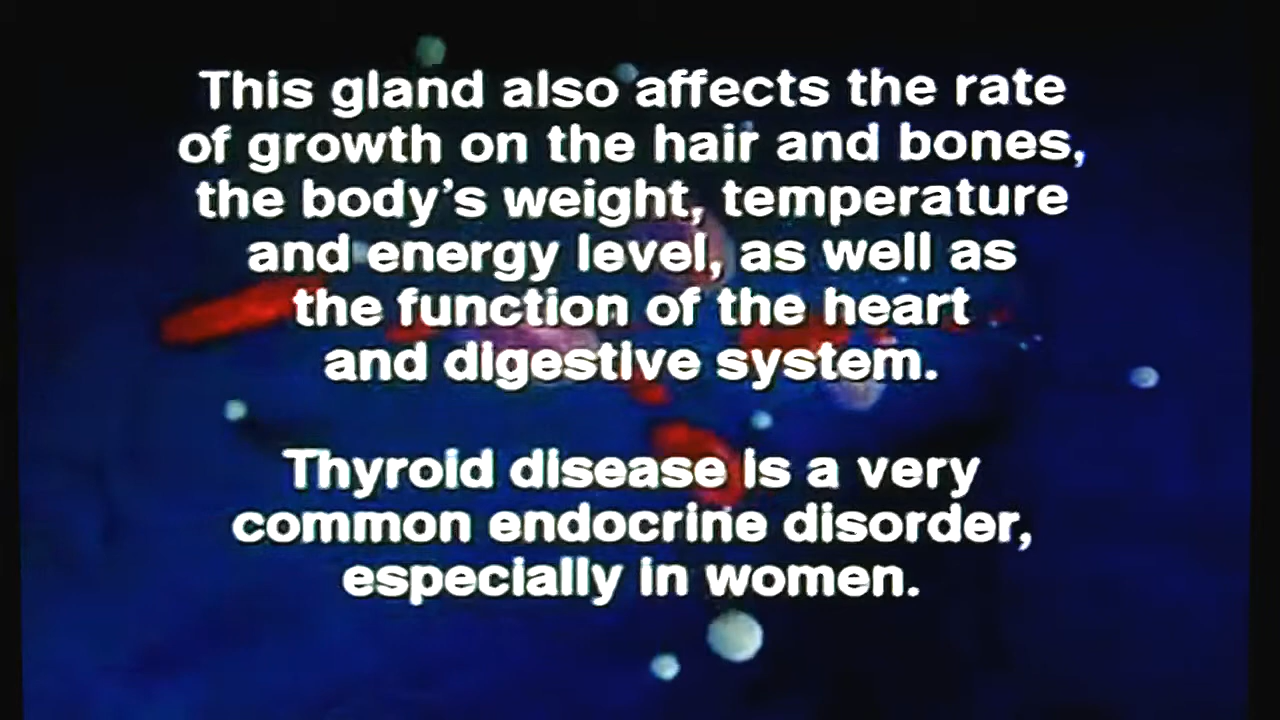 This gland also affects the rate
of growth on the hair and bones,
the body's weight, temperature
and energy level, as well as
the function of the heart
and digestive system.
Thyroid disease is a very
common endocrine disorder,
especially in women.